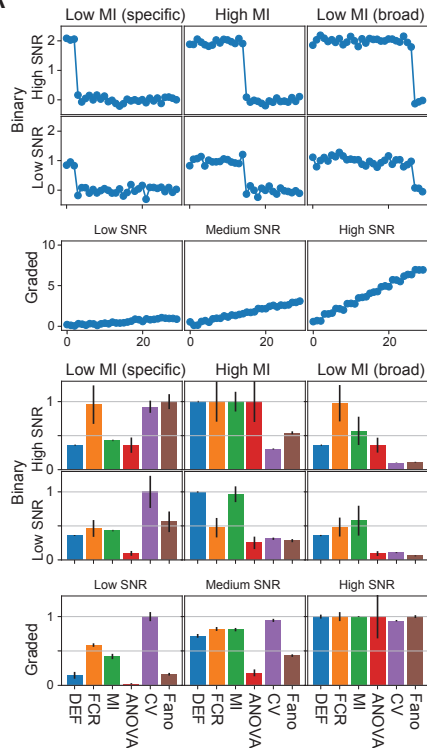 A
Low MI (specific) High MI Low MI (broad)
Binary
High SNR
2
1
0
Low SNR
1
0
Low SNR Medium SNR High SNR
Graded
10
5
0
0 20 0 20 0 20
Low MI (specific) High MI Low MI (broad)
Binary
High SNR
1
0
Low SNR
1
0
Low SNR Medium SNR High SNR
Graded
1
0
DEF FCR MI ANOVA CV Fano DEF FCR MI ANOVA CV Fano DEF FCR MI ANOVA CV Fano